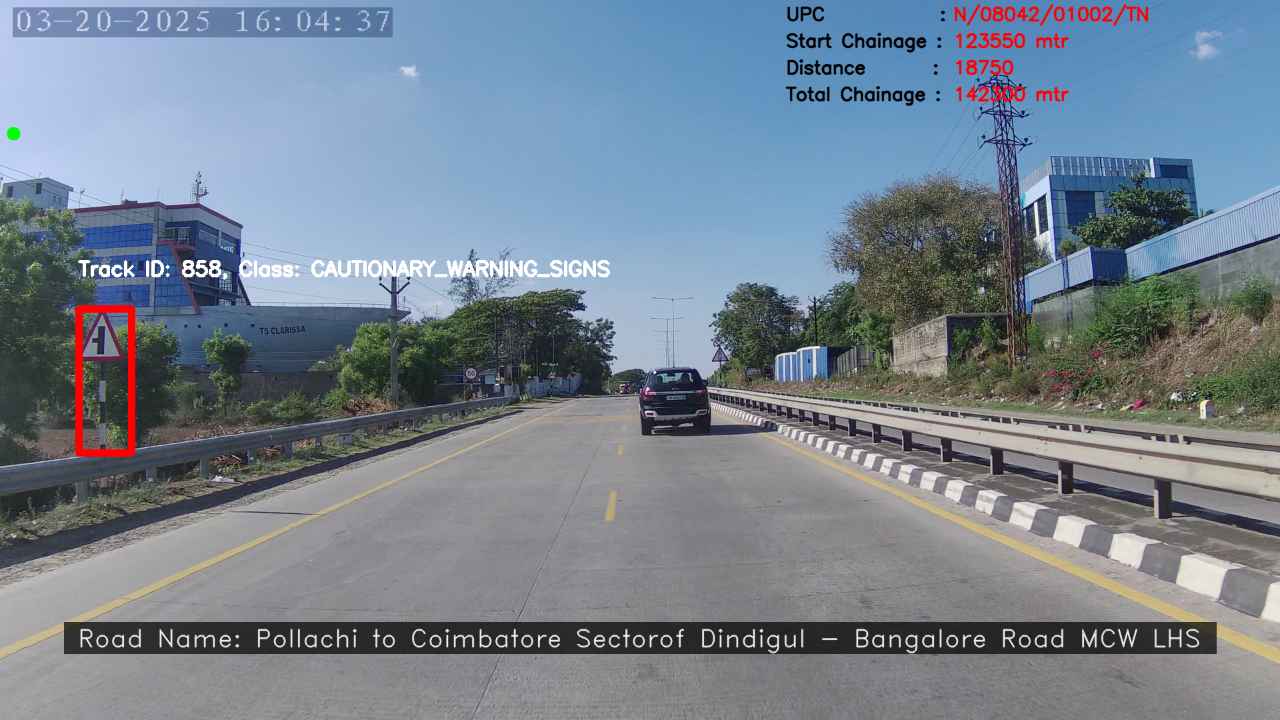 03-20-2025 16:04:37
UPC : N/08042/01002/TN
Start Chainage : 123550 mtr
Distance : 18750
Total Chainage : 142300 mtr
Track ID: 858, Class: CAUTIONARY_WARNING_SIGNS
TS CLARISSA
Road Name: Pollachi to Coimbatore Sectorof Dindigul - Bangalore Road MCW LHS